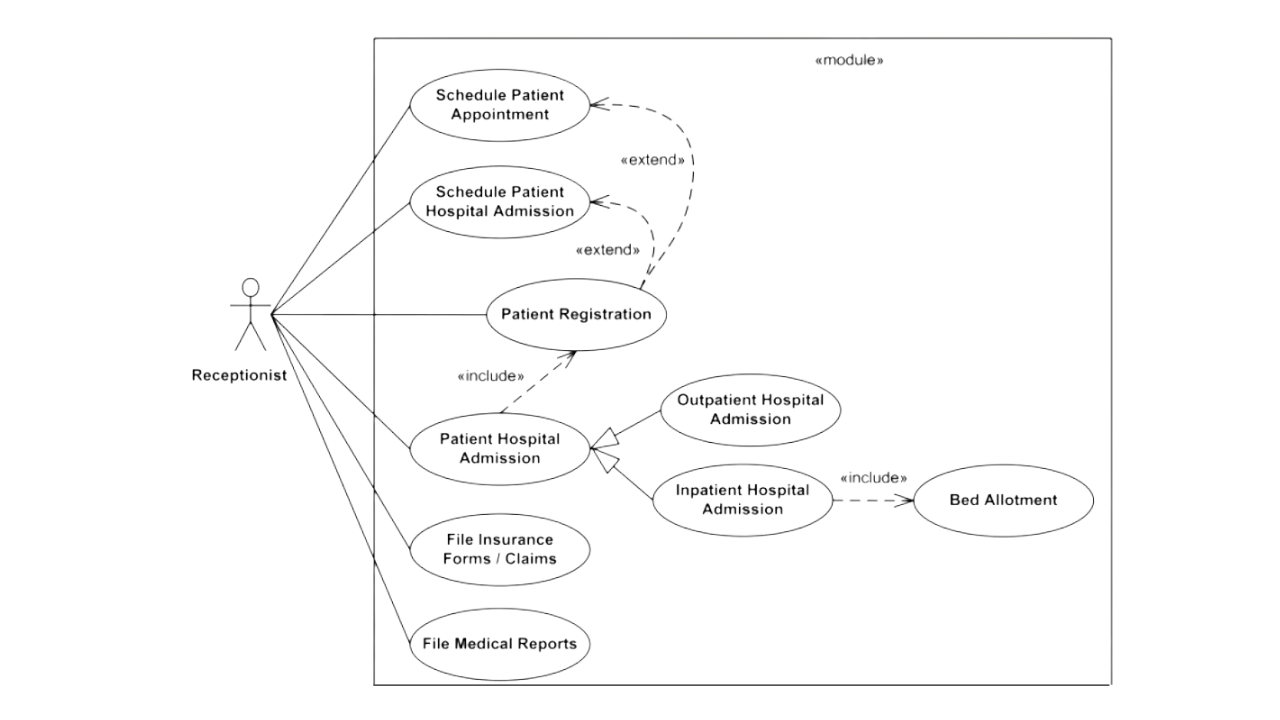 «module»
Schedule Patient
Appointment
«extend»
Schedule Patient
Hospital Admission
«extend»
Patient Registration
Receptionist
«include»
Outpatient Hospital
Admission
Patient Hospital
Admission
Inpatient Hospital
Admission
«include»
Bed Allotment
File Insurance
Forms / Claims
File Medical Reports